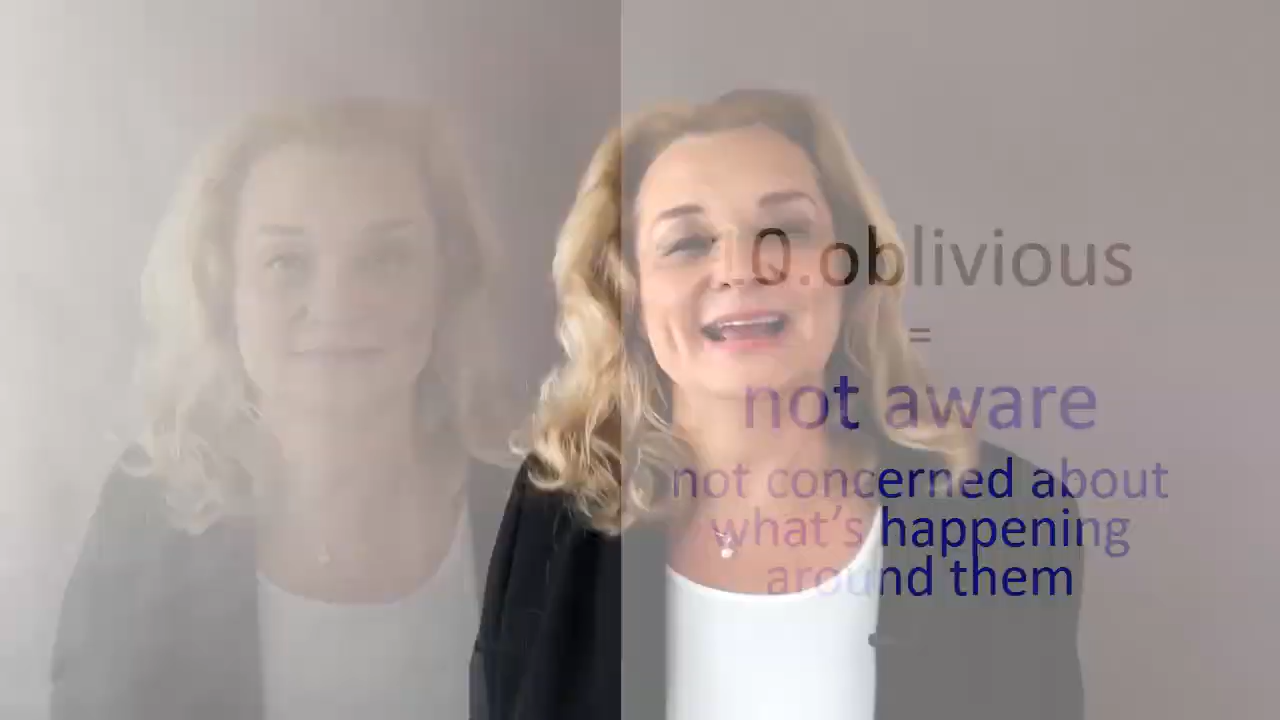 10.oblivious
=
not aware
not concerned about
what's happening
around them